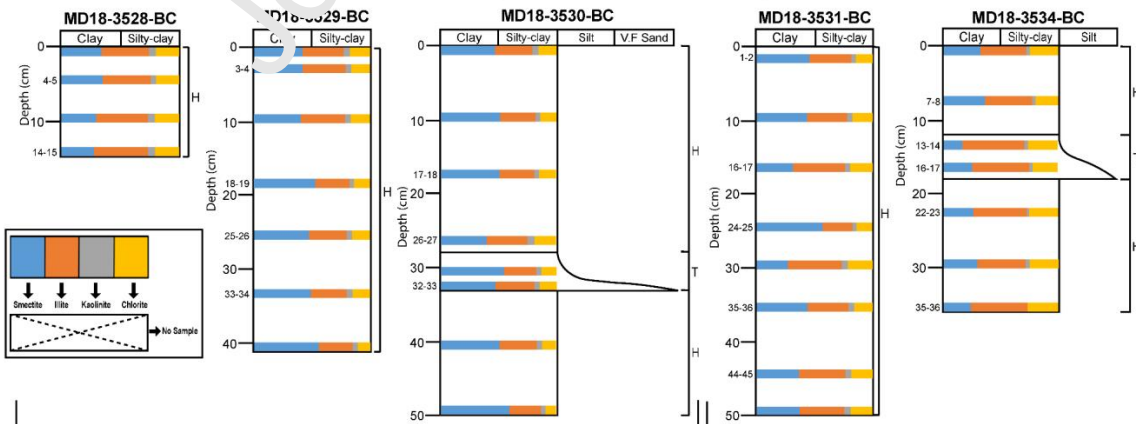 MD18-3528-BC
Clay Silty-clay
Depth (cm)
0
4-5
10
14-15
H
Smectite Illite Kaolinite Chlorite
No Sample
MD18-3529-BC
Clay Silty-clay
Depth (cm)
0
3-4
10
18-19
20
25-26
30
33-34
40
H
MD18-3530-BC
Clay Silty-clay Silt V.F Sand
Depth (cm)
0
10
17-18
20
26-27
30
32-33
40
50
H
T
H
MD18-3531-BC
Clay Silty-clay
Depth (cm)
0
1-2
10
16-17
20
24-25
30
35-36
40
44-45
50
H
MD18-3534-BC
Clay Silty-clay Silt
Depth (cm)
0
7-8
10
13-14
16-17
20
22-23
30
35-36